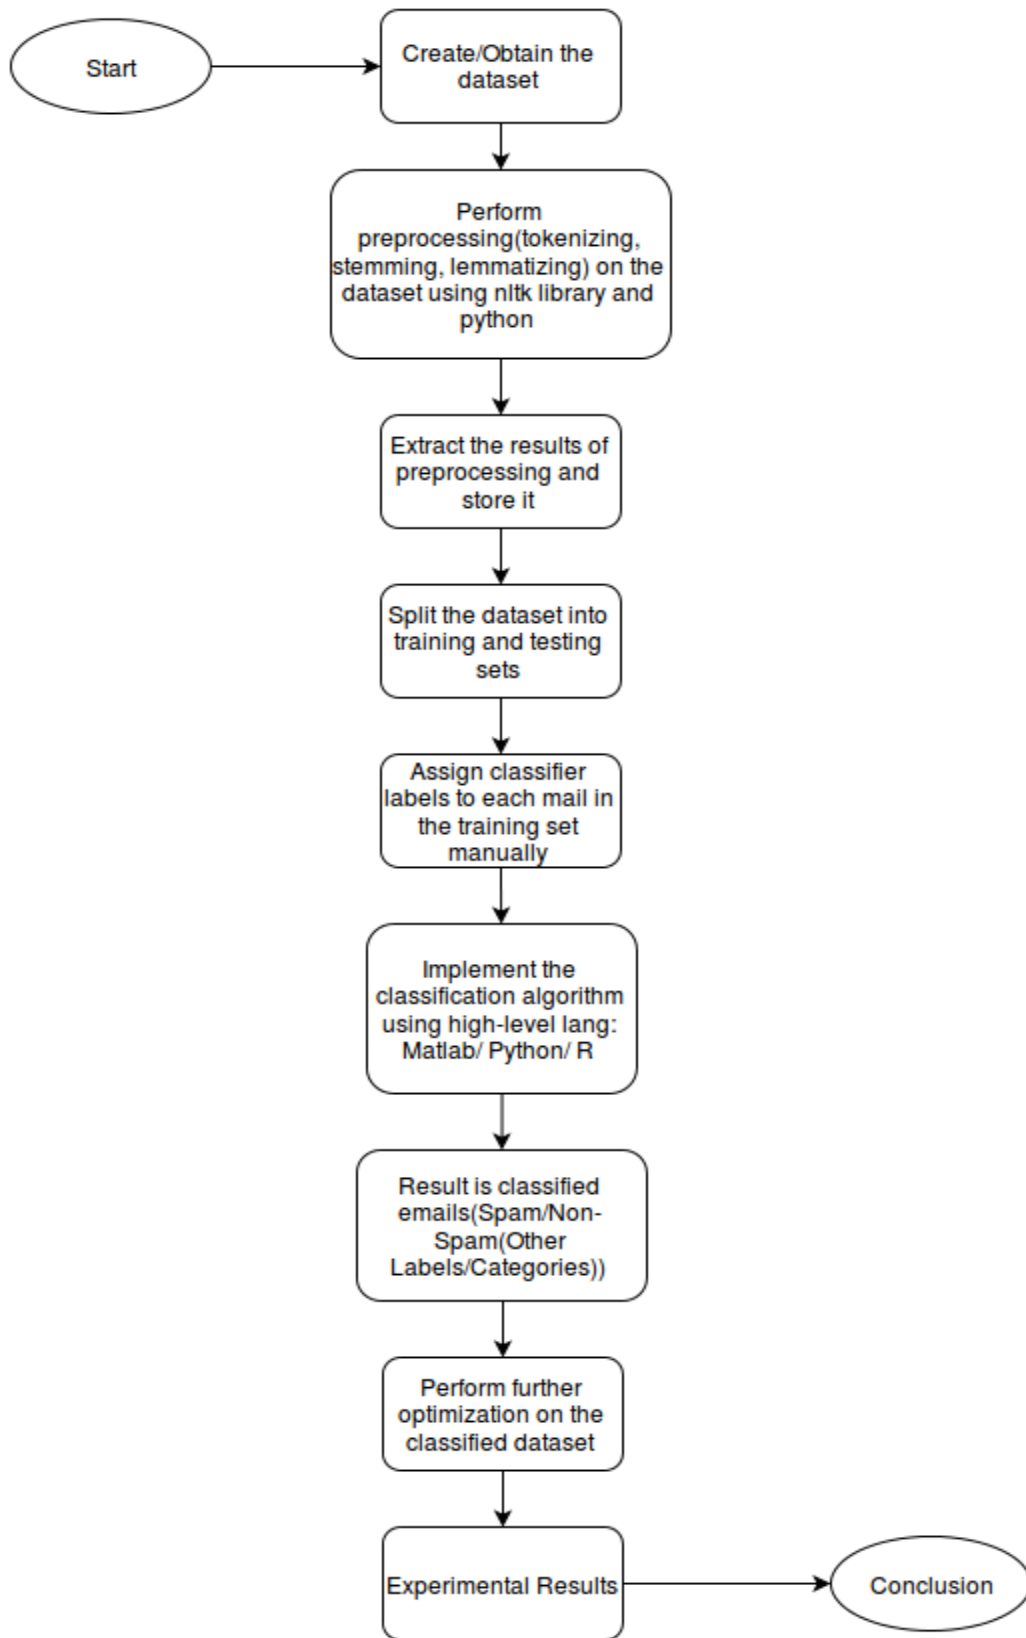 Start
Create/Obtain the
dataset
Perform
preprocessing(tokenizing,
stemming, lemmatizing) on the
dataset using nltk library and
python
Extract the results of
preprocessing and
store it
Split the dataset into
training and testing
sets
Assign classifier
labels to each mail in
the training set
manually
Implement the
classification algorithm
using high-level lang:
Matlab/ Python/ R
Result is classified
emails(Spam/Non-
Spam(Other
Labels/Categories))
Perform further
optimization on the
classified dataset
Experimental Results
Conclusion